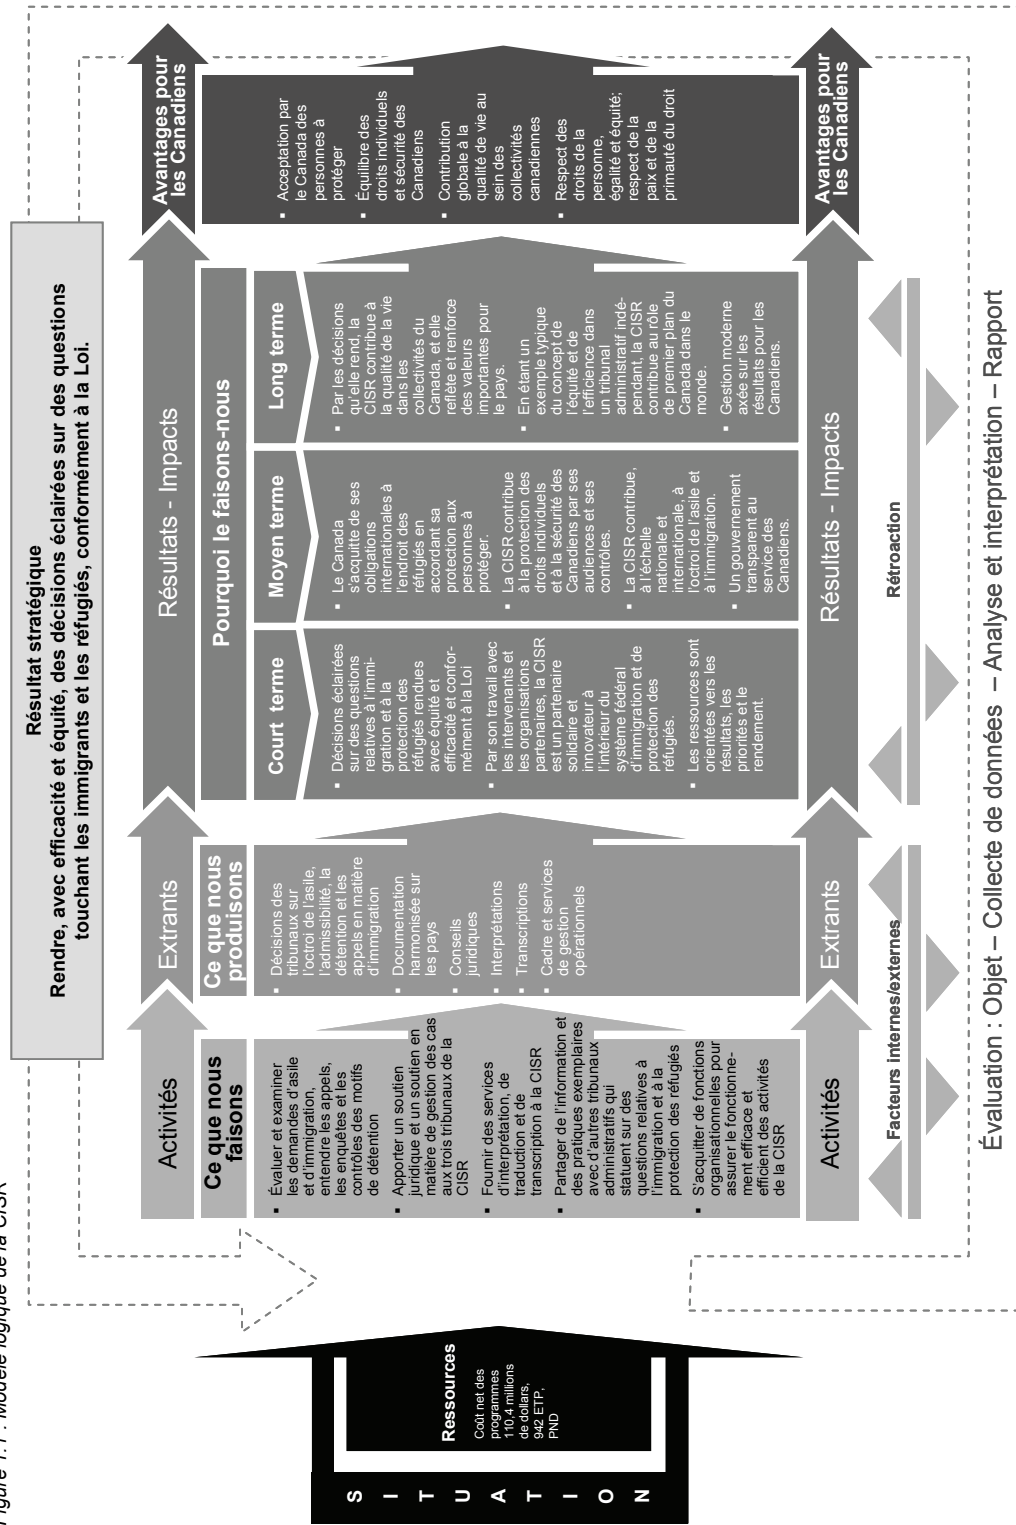 Figure 1.1 : Modèle logique de la CISR
Résultat stratégique
Rendre, avec efficacité et équité, des décisions éclairées sur des questions
touchant les immigrants et les réfugiés, conformément à la Loi.
SITUATION
Ressources
Coût net des
programmes
110,4 millions
de dollars,
942 ETP,
PND
Activités
Ce que nous
faisons
▪ Évaluer et examiner
les demandes d'asile
et d'immigration,
entendre les appels,
les enquêtes et les
contrôles des motifs
de détention
▪ Apporter un soutien
juridique et un soutien en
matière de gestion des cas
aux trois tribunaux de la
CISR
▪ Fournir des services
d'interprétation, de
traduction et de
transcription à la CISR
▪ Partager de l'information et
des pratiques exemplaires
avec d'autres tribunaux
administratifs qui
statuent sur des
questions relatives à
l'immigration et à la
protection des réfugiés
▪ S'acquitter de fonctions
organisationnelles pour
assurer le fonctionne-
ment efficace et
efficient des activités
de la CISR
Activités
Extrants
Ce que nous
produisons
▪ Décisions des
tribunaux sur
l'octroi de l'asile,
l'admissibilité, la
détention et les
appels en matière
d'immigration
▪ Documentation
harmonisée sur
les pays
▪ Conseils
juridiques
▪ Interprétations
▪ Transcriptions
▪ Cadre et services
de gestion
opérationnels
Extrants
Résultats - Impacts
Pourquoi le faisons-nous
Court terme
▪ Décisions éclairées
sur des questions
relatives à l'immi-
gration et à la
protection des
réfugiés rendues
avec équité et
efficacité et confor-
mément à la Loi
▪ Par son travail avec
les intervenants et
les organisations
partenaires, la CISR
est un partenaire
solidaire et
innovateur à
l'intérieur du
système fédéral
d'immigration et de
protection des
réfugiés.
▪ Les ressources sont
orientées vers les
résultats, les
priorités et le
rendement.
Moyen terme
▪ Le Canada
s'acquitte de ses
obligations
internationales à
l'endroit des
réfugiés en
accordant sa
protection aux
personnes à
protéger.
▪ La CISR contribue
à la protection des
droits individuels
et à la sécurité des
Canadiens par ses
audiences et ses
contrôles.
▪ La CISR contribue,
à l'échelle
nationale et
internationale, à
l'octroi de l'asile et
à l'immigration.
▪ Un gouvernement
transparent au
service des
Canadiens.
Long terme
▪ Par les décisions
qu'elle rend, la
CISR contribue à
la qualité de la vie
dans les
collectivités du
Canada, et elle
reflète et renforce
des valeurs
importantes pour
le pays.
▪ En étant un
exemple typique
du concept de
l'équité et de
l'efficience dans
un tribunal
administratif indé-
pendant, la CISR
contribue au rôle
de premier plan du
Canada dans le
monde.
▪ Gestion moderne
axée sur les
résultats pour les
Canadiens.
Résultats - Impacts
Avantages pour
les Canadiens
▪ Acceptation par
le Canada des
personnes à
protéger
▪ Équilibre des
droits individuels
et sécurité des
Canadiens
▪ Contribution
globale à la
qualité de vie au
sein des
collectivités
canadiennes
▪ Respect des
droits de la
personne,
égalité et équité;
respect de la
paix et de la
primauté du droit
Avantages pour
les Canadiens
Facteurs internes/externes
Rétroaction
Évaluation : Objet – Collecte de données – Analyse et interprétation – Rapport